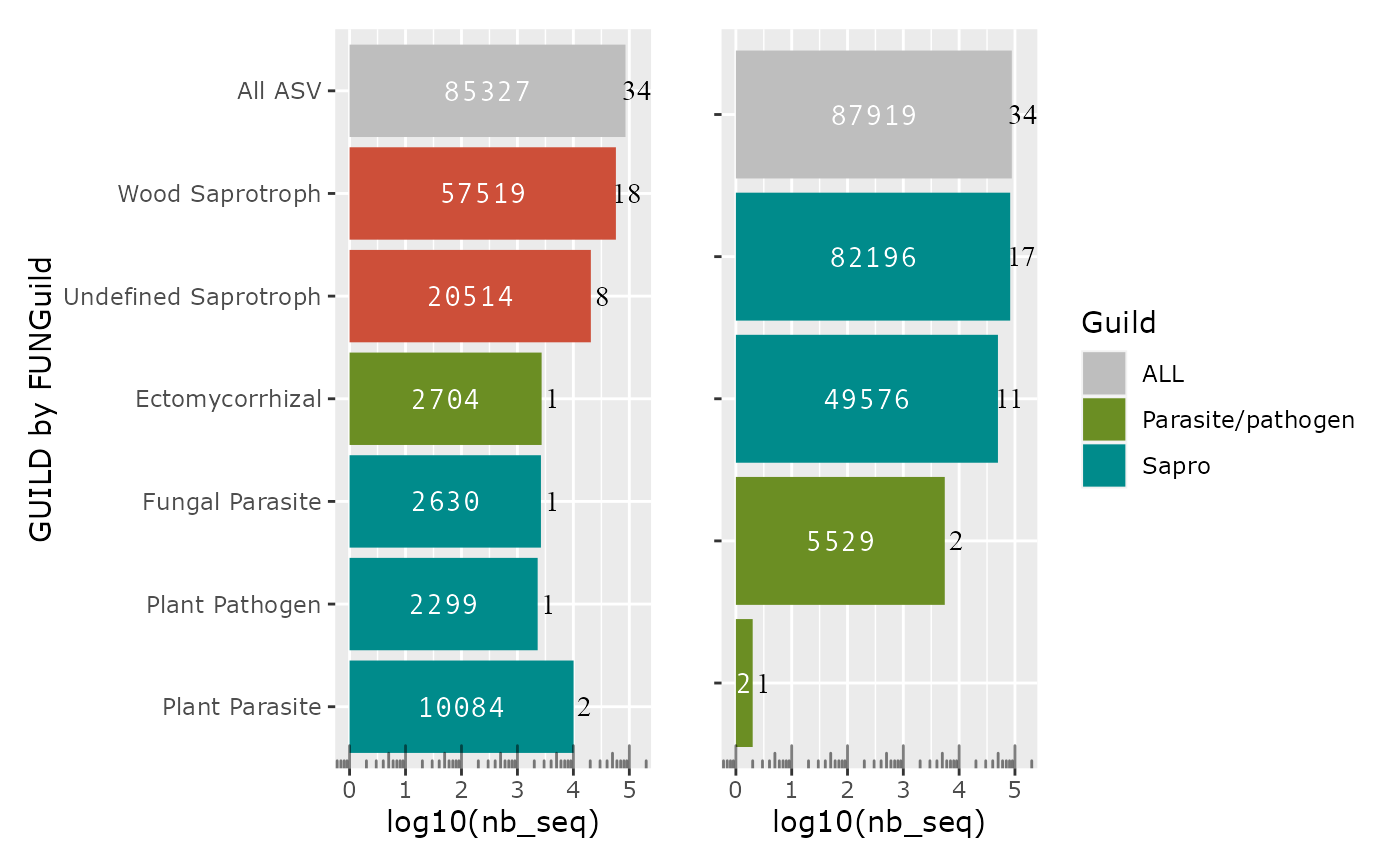 All ASV 85327 34
Wood Saprotroph 57519 18
Undefined Saprotroph 20514 8
Ectomycorrhizal 2704 1
Fungal Parasite 2630 1
Plant Pathogen 2299 1
Plant Parasite 10084 2
GUILD by FUNGuild
0 1 2 3 4 5
log10(nb_seq)
87919 34
82196 17
49576 11
5529 2
2 1
0 1 2 3 4 5
log10(nb_seq)
Guild
ALL
Parasite/pathogen
Sapro